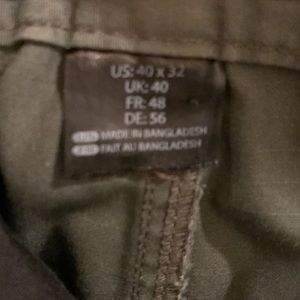 US: 40 x 32
UK: 40
FR: 48
DE: 56
MADE IN BANGLADESH
FAIT AU BANGLADESH